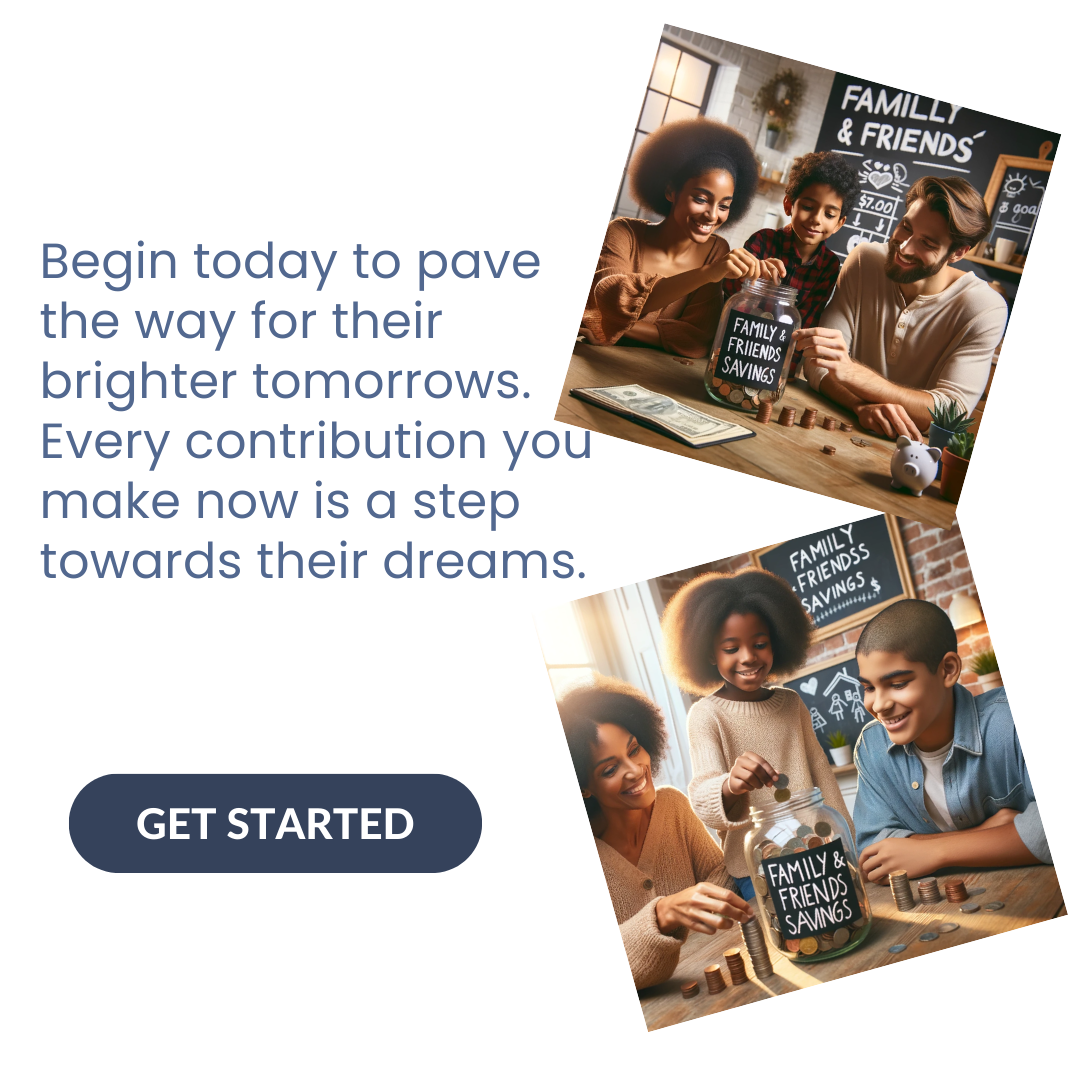 Begin today to pave
the way for their
brighter tomorrows.
Every contribution you
make now is a step
towards their dreams.
GET STARTED
FAMILLY
& FRIENDS
$7.00
goal
FAMILY &
FRIIENDS
SAVINGS
FAMIILY
FRIENDSS
SAVINGS $
FAMILY &
FRIENDS
SAVINGS